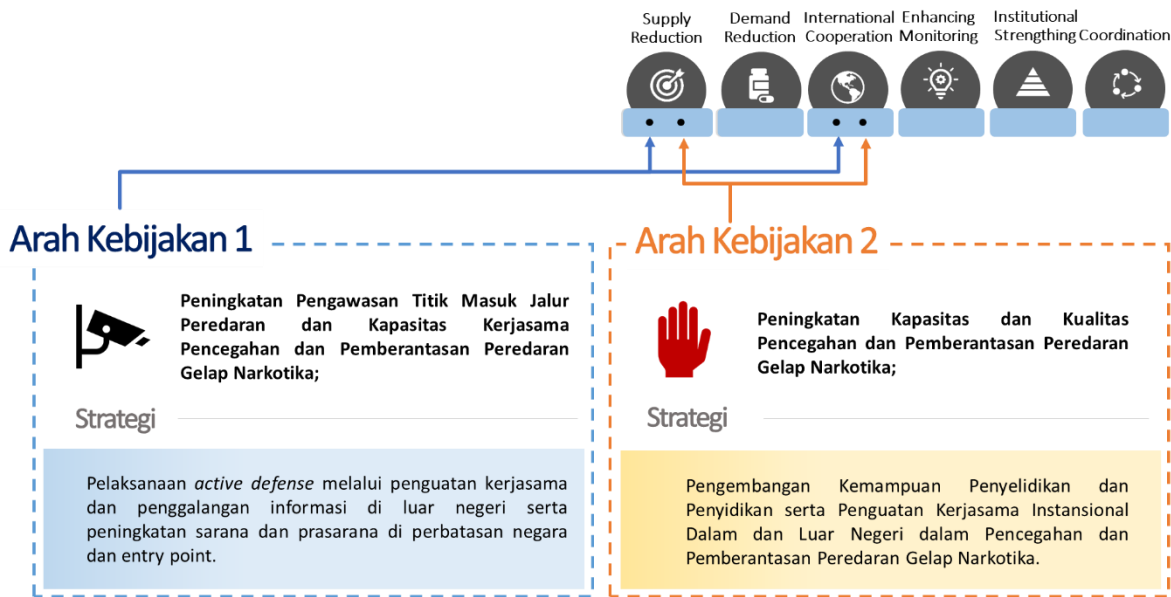 Supply
Reduction
Demand
Reduction
International
Cooperation
Enhancing
Monitoring
Institutional
Strengthing
Coordination
Arah Kebijakan 1
Peningkatan Pengawasan Titik Masuk Jalur
Peredaran dan Kapasitas Kerjasama
Pencegahan dan Pemberantasan Peredaran
Gelap Narkotika;
Strategi
Pelaksanaan active defense melalui penguatan kerjasama
dan penggalangan informasi di luar negeri serta
peningkatan sarana dan prasarana di perbatasan negara
dan entry point.
Arah Kebijakan 2
Peningkatan Kapasitas dan Kualitas
Pencegahan dan Pemberantasan Peredaran
Gelap Narkotika;
Strategi
Pengembangan Kemampuan Penyelidikan dan
Penyidikan serta Penguatan Kerjasama Instansional
Dalam dan Luar Negeri dalam Pencegahan dan
Pemberantasan Peredaran Gelap Narkotika.